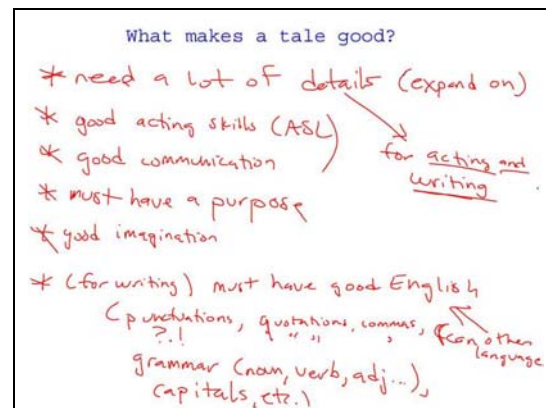 What makes a tale good?
* need a lot of details (expand on)
* good acting skills (ASL)
* good communication
for acting and
writing
* must have a purpose
* good imagination
* (for writing) must have good English
(punctuations, quotations, commas,
? . ! " " ,
(can other
language
grammar (noun, verb, adj...),
capitals, etc.)